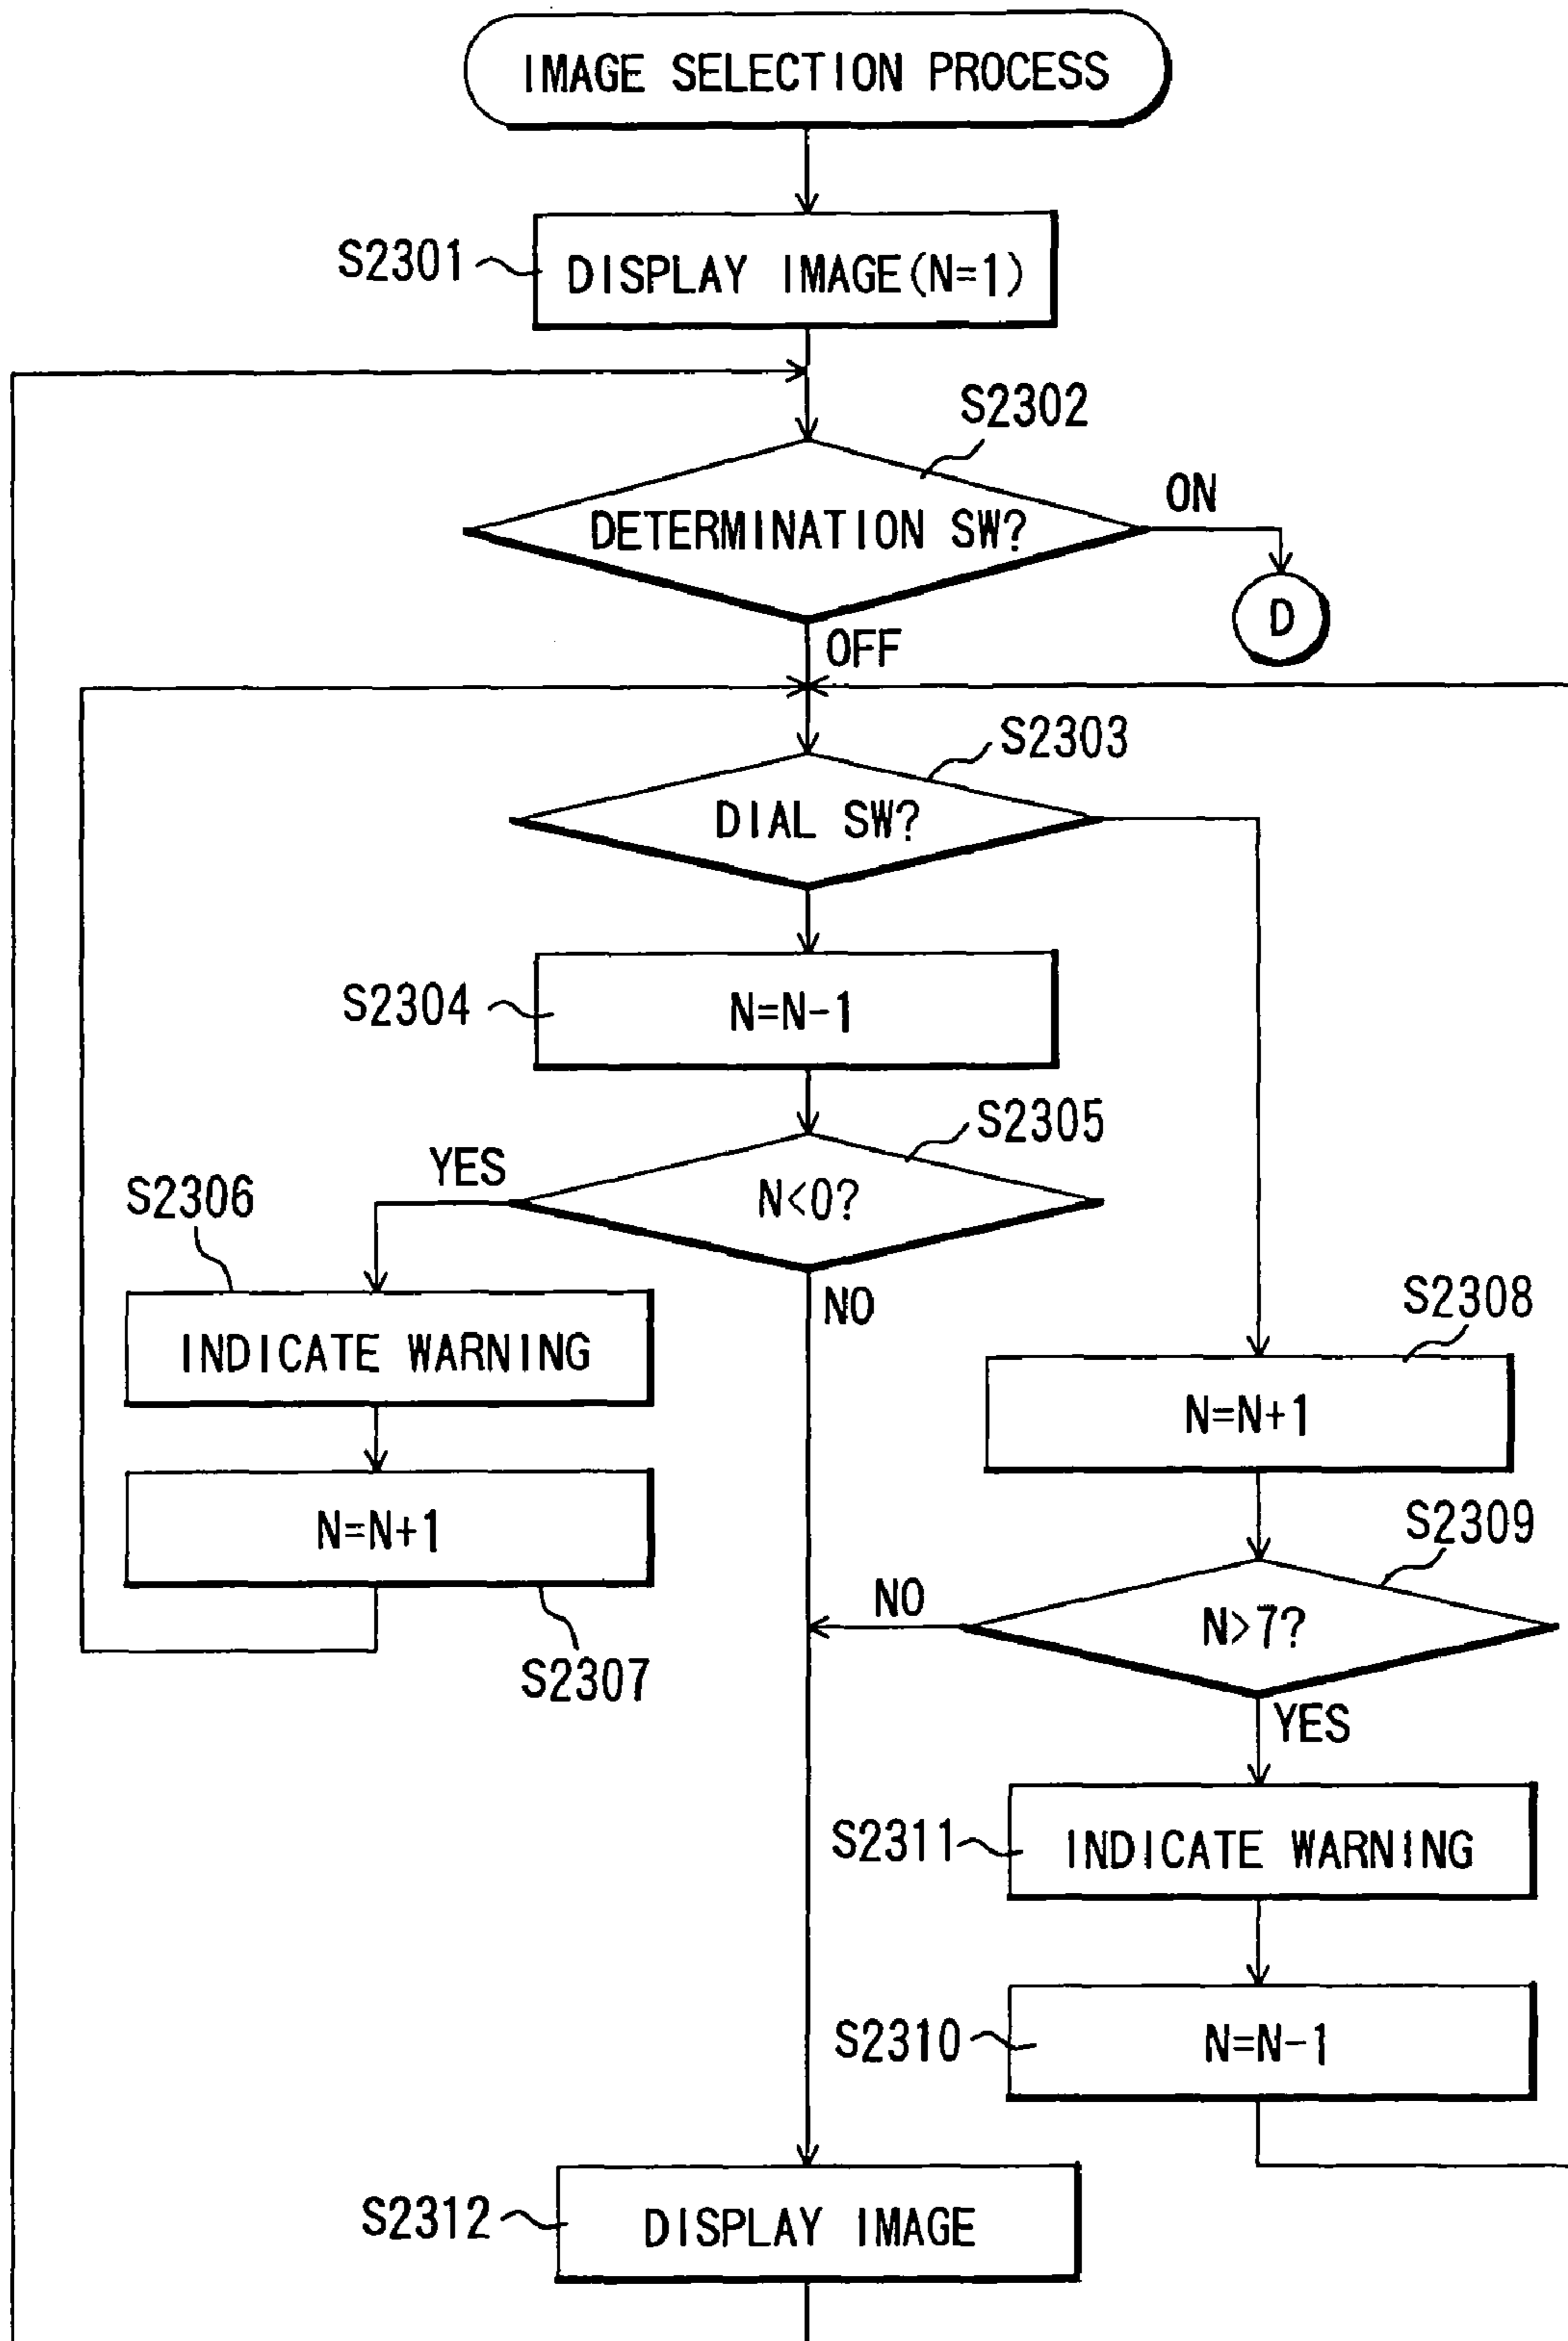 IMAGE SELECTION PROCESS
S2301
DISPLAY IMAGE(N=1)
S2302
DETERMINATION SW?
ON
D
OFF
S2303
DIAL SW?
S2304
N=N-1
S2305
N<0?
YES
NO
S2306
INDICATE WARNING
N=N+1
S2307
S2308
N=N+1
S2309
N>7?
NO
YES
S2311
INDICATE WARNING
S2310
N=N-1
S2312
DISPLAY IMAGE